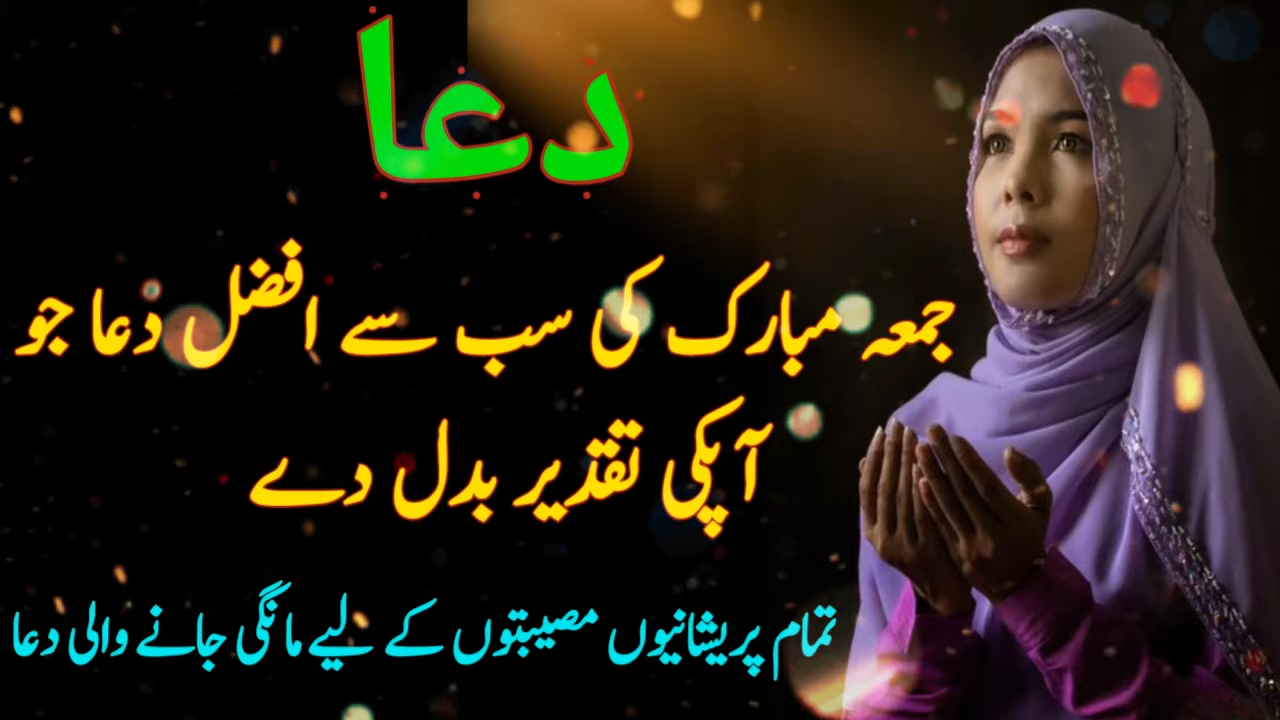 دعا
جمعہ مبارک کی سب سے افضل دعا جو
آپکی تقدیر بدل دے
تمام پریشانیوں مصیبتوں کے لیے مانگی جانے والی دعا